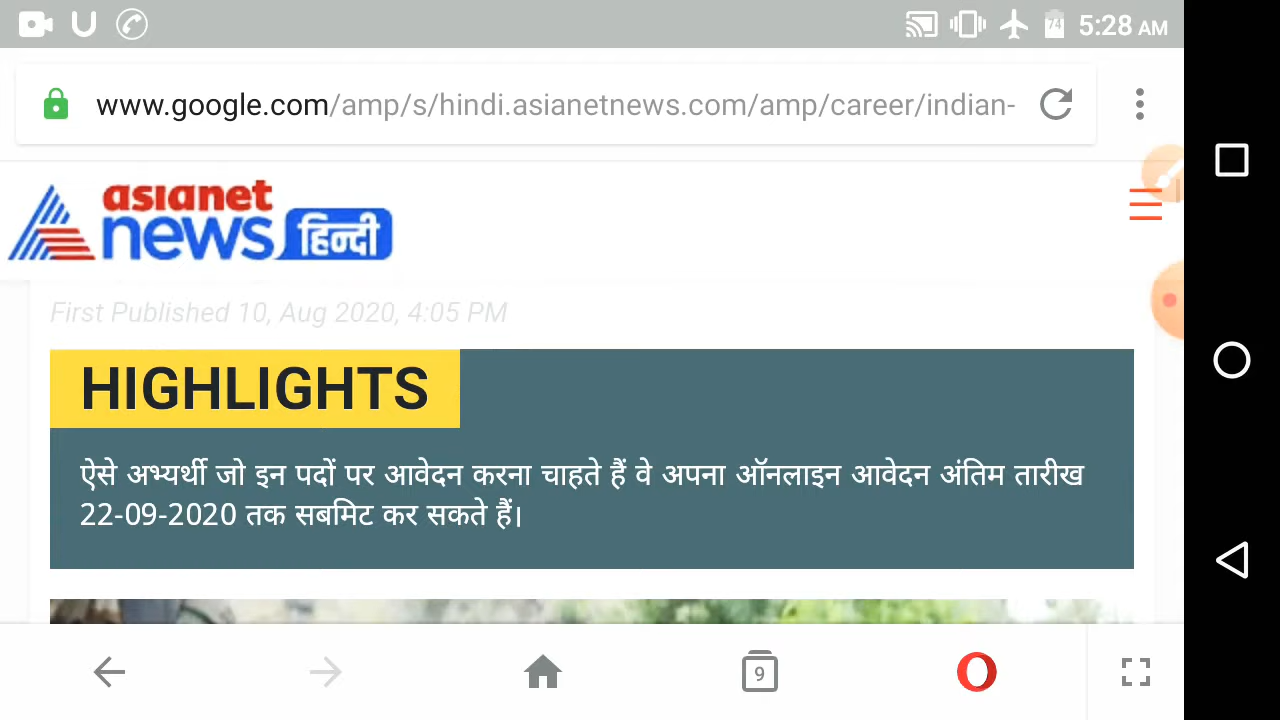 74 5:28 AM
www.google.com/amp/s/hindi.asianetnews.com/amp/career/indian-
asianet
news हिन्दी
First Published 10, Aug 2020, 4:05 PM
HIGHLIGHTS
ऐसे अभ्यर्थी जो इन पदों पर आवेदन करना चाहते हैं वे अपना ऑनलाइन आवेदन अंतिम तारीख
22-09-2020 तक सबमिट कर सकते हैं।
9